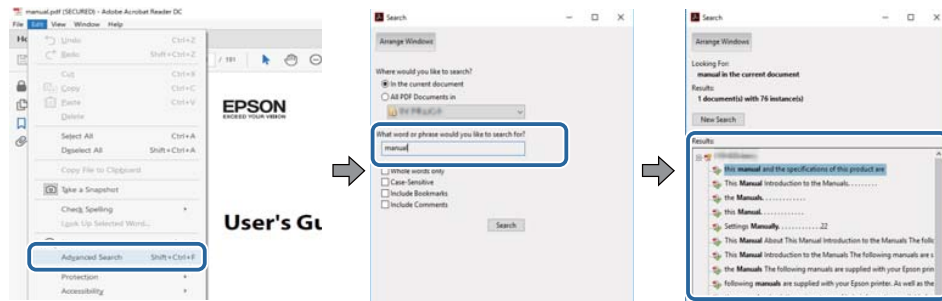 manual.pdf (SECURED) - Adobe Acrobat Reader DC
File Edit View Window Help
Undo Ctrl+Z
Redo Shift+Ctrl+Z
Cut Ctrl+X
Copy Ctrl+C
Paste Ctrl+V
Delete
Select All Ctrl+A
Deselect All Shift+Ctrl+A
Copy File to Clipboard
Take a Snapshot
Check Spelling
Look Up Selected Word...
Advanced Search Shift+Ctrl+F
Protection
Accessibility
/ 191
EPSON
EXCEED YOUR VISION
User's Gu
Search
Arrange Windows
Where would you like to search?
In the current document
All PDF Documents in
What word or phrase would you like to search for?
manual
Whole words only
Case-Sensitive
Include Bookmarks
Include Comments
Search
Search
Arrange Windows
Looking For:
manual in the current document
Results:
1 document(s) with 76 instance(s)
New Search
Results:
this manual and the specifications of this product are
This Manual Introduction to the Manuals.........
the Manuals.............
this Manual.............
Settings Manually............22
This Manual About This Manual Introduction to the Manuals The follo
This Manual Introduction to the Manuals The following manuals are s
the Manuals The following manuals are supplied with your Epson prin
following manuals are supplied with your Epson printer. As well as the